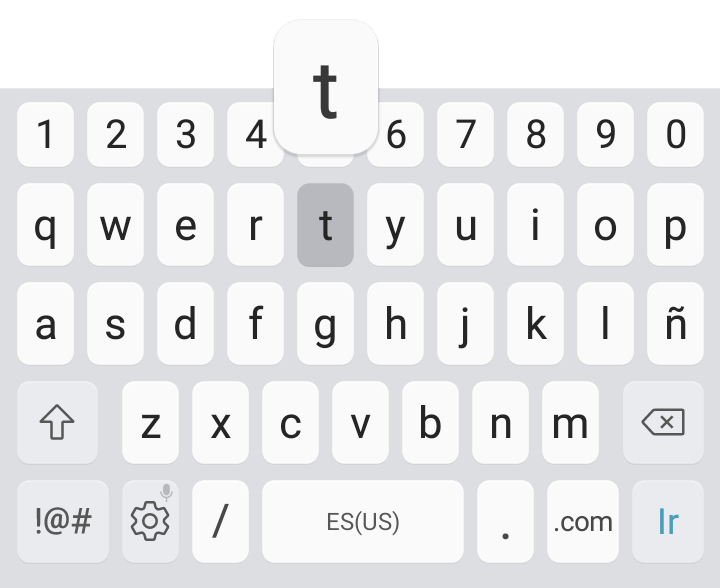 t
1 2 3 4 6 7 8 9 0
q w e r t y u i o p
a s d f g h j k l ñ
z x c v b n m
!@# / ES(US) . .com Ir